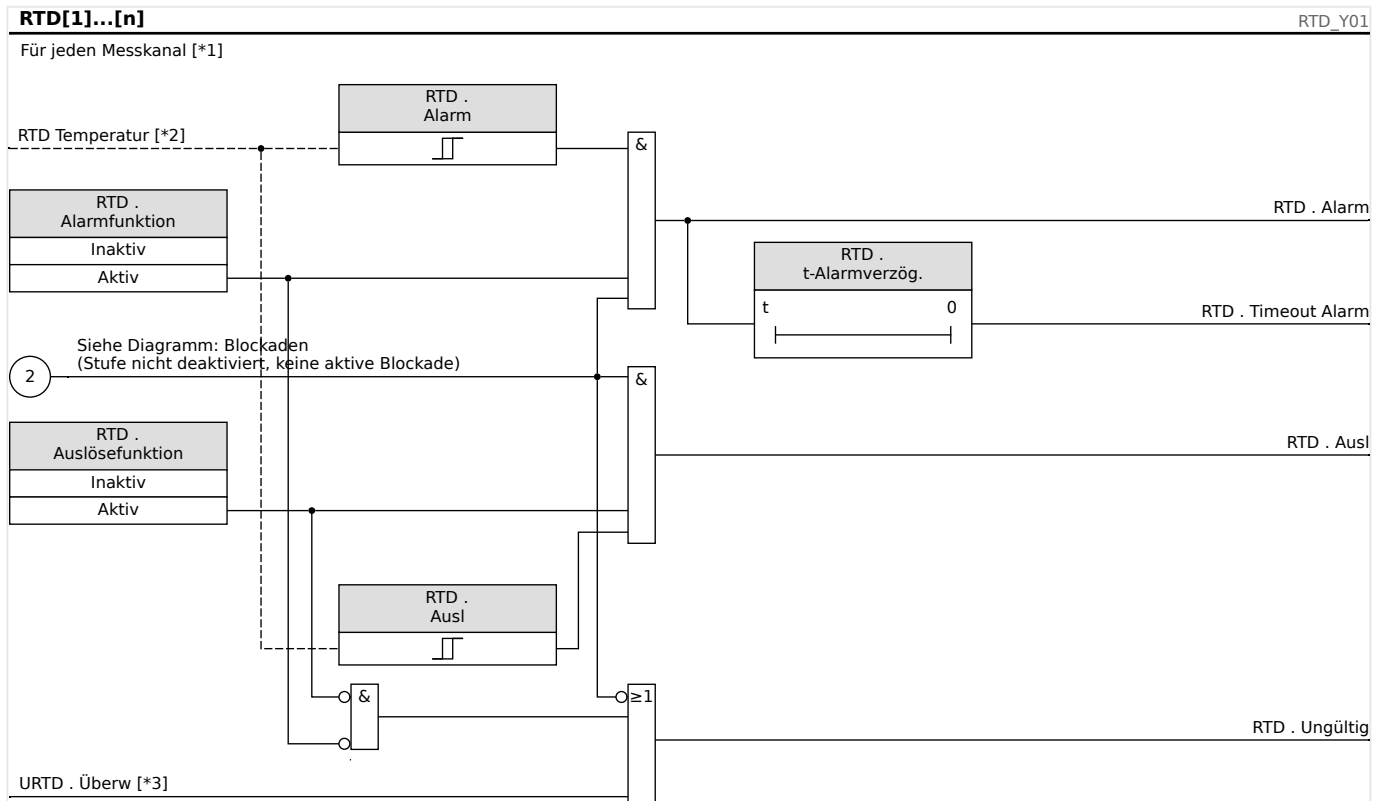 RTD[1]...[n]
RTD_Y01
Für jeden Messkanal [*1]
RTD .
Alarm
RTD Temperatur [*2]
&
RTD .
Alarmfunktion
Inaktiv
Aktiv
RTD . Alarm
RTD .
t-Alarmverzög.
t 0
RTD . Timeout Alarm
Siehe Diagramm: Blockaden
(Stufe nicht deaktiviert, keine aktive Blockade)
2
&
RTD .
Auslösefunktion
Inaktiv
Aktiv
RTD . Ausl
RTD .
Ausl
&
≥1
RTD . Ungültig
URTD . Überw [*3]